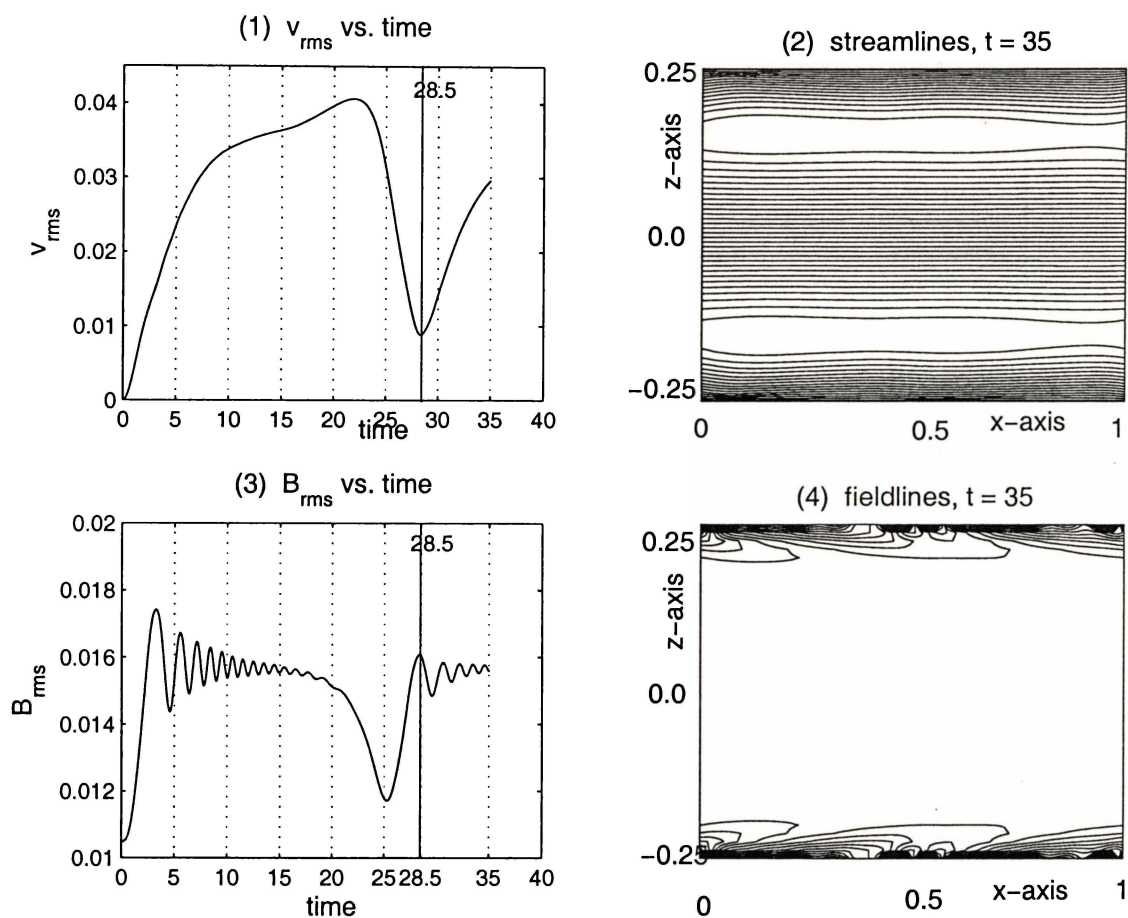 (1) v_rms vs. time
28.5
0.04
0.03
0.02
0.01
0
v_rms
0 5 10 15 20 25 30 35 40
time
(2) streamlines, t = 35
0.25
0.0
−0.25
z−axis
0 0.5 x−axis 1
(3) B_rms vs. time
28.5
0.02
0.018
0.016
0.014
0.012
0.01
B_rms
0 5 10 15 20 25 28.5 35 40
time
(4) fieldlines, t = 35
0.25
0.0
−0.25
z−axis
0 0.5 x−axis 1